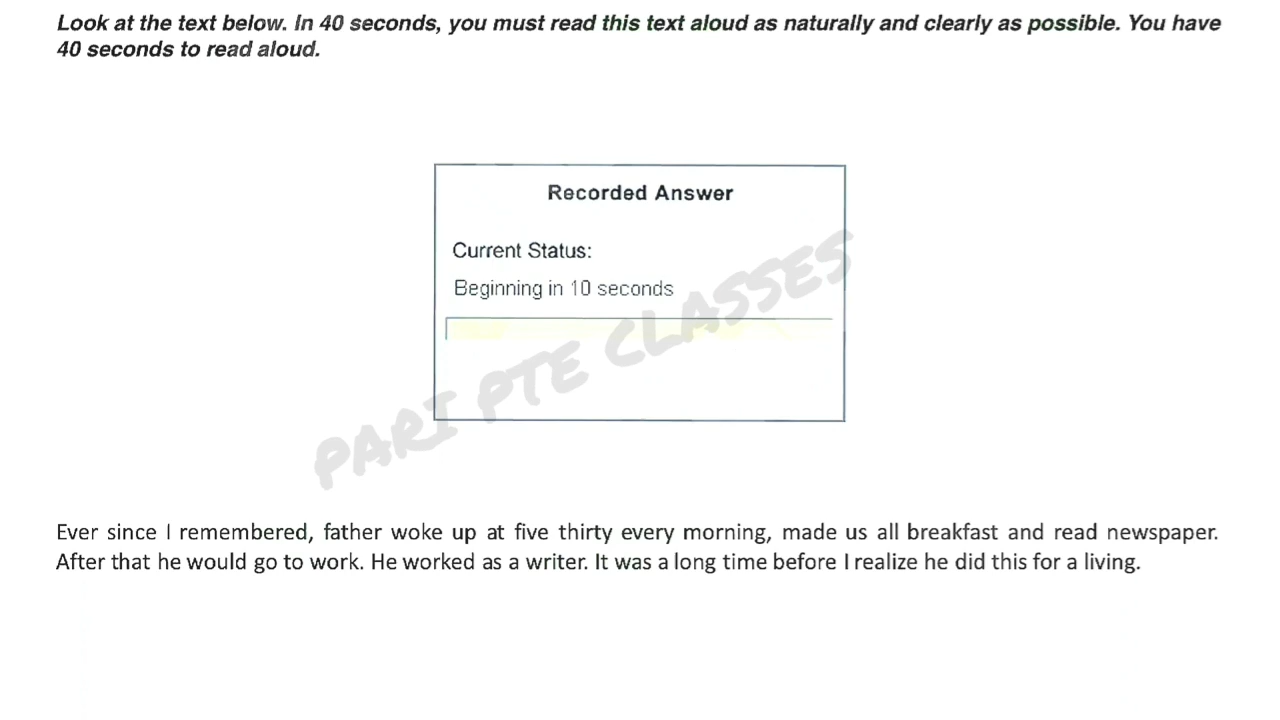 Look at the text below. In 40 seconds, you must read this text aloud as naturally and clearly as possible. You have
40 seconds to read aloud.
Recorded Answer
Current Status:
Beginning in 10 seconds
PARI PTE CLASSES
Ever since I remembered, father woke up at five thirty every morning, made us all breakfast and read newspaper.
After that he would go to work. He worked as a writer. It was a long time before I realize he did this for a living.